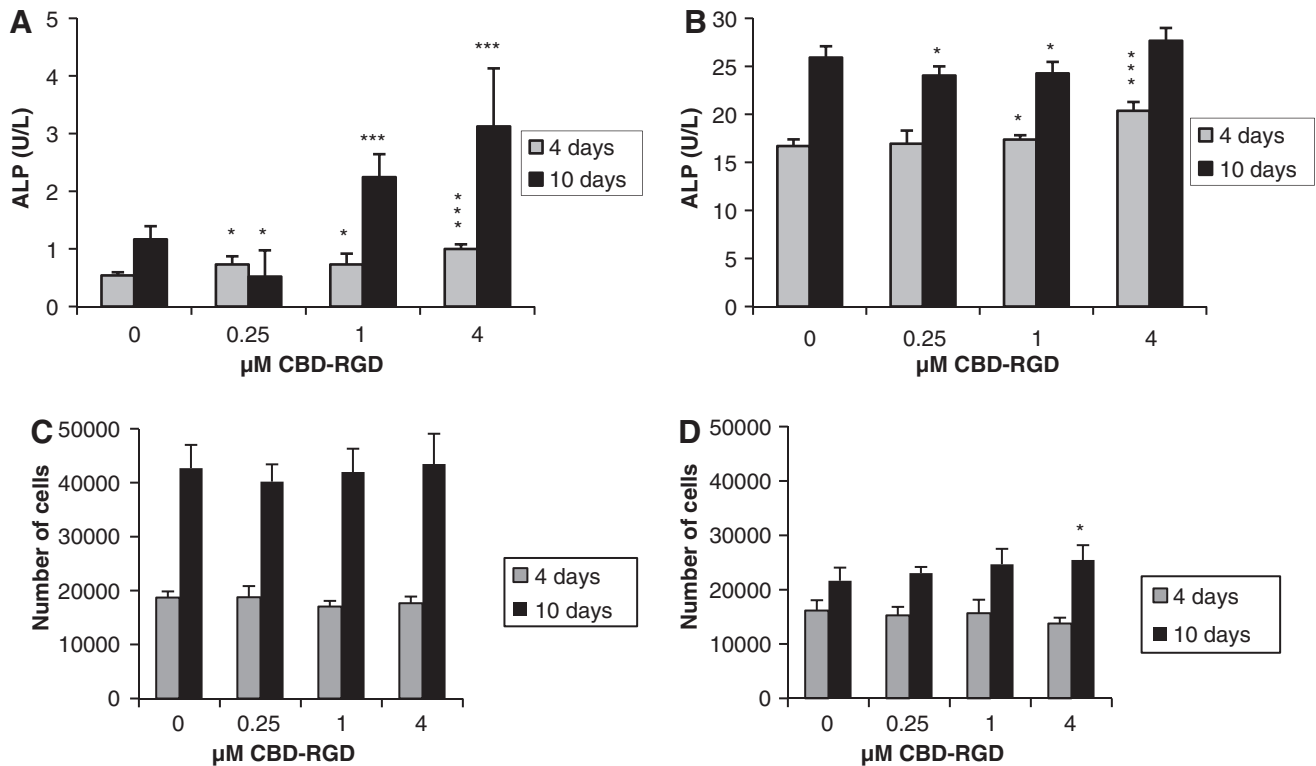 A
ALP (U/L)
5
4
3
2
1
0
***
***
* * * *
* *
*
4 days
10 days
0 0.25 1 4
µM CBD-RGD
B
ALP (U/L)
30
25
20
15
10
5
0
* * ***
*
4 days
10 days
0 0.25 1 4
µM CBD-RGD
C
Number of cells
50000
40000
30000
20000
10000
0
4 days
10 days
0 0.25 1 4
µM CBD-RGD
D
Number of cells
50000
40000
30000
20000
10000
0
*
4 days
10 days
0 0.25 1 4
µM CBD-RGD